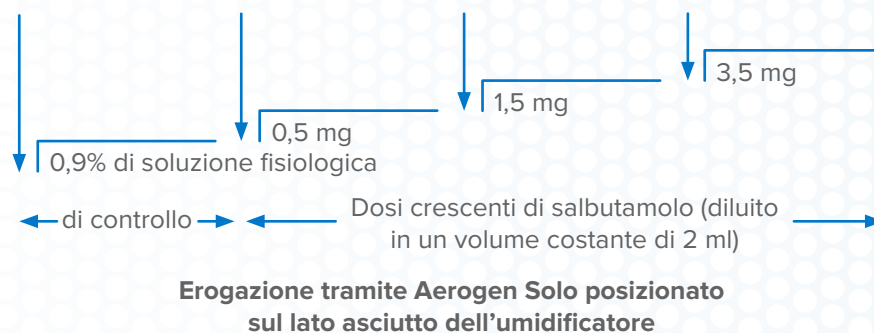 3,5 mg
1,5 mg
0,5 mg
0,9% di soluzione fisiologica
di controllo
Dosi crescenti di salbutamolo (diluito
in un volume costante di 2 ml)
Erogazione tramite Aerogen Solo posizionato
sul lato asciutto dell'umidificatore